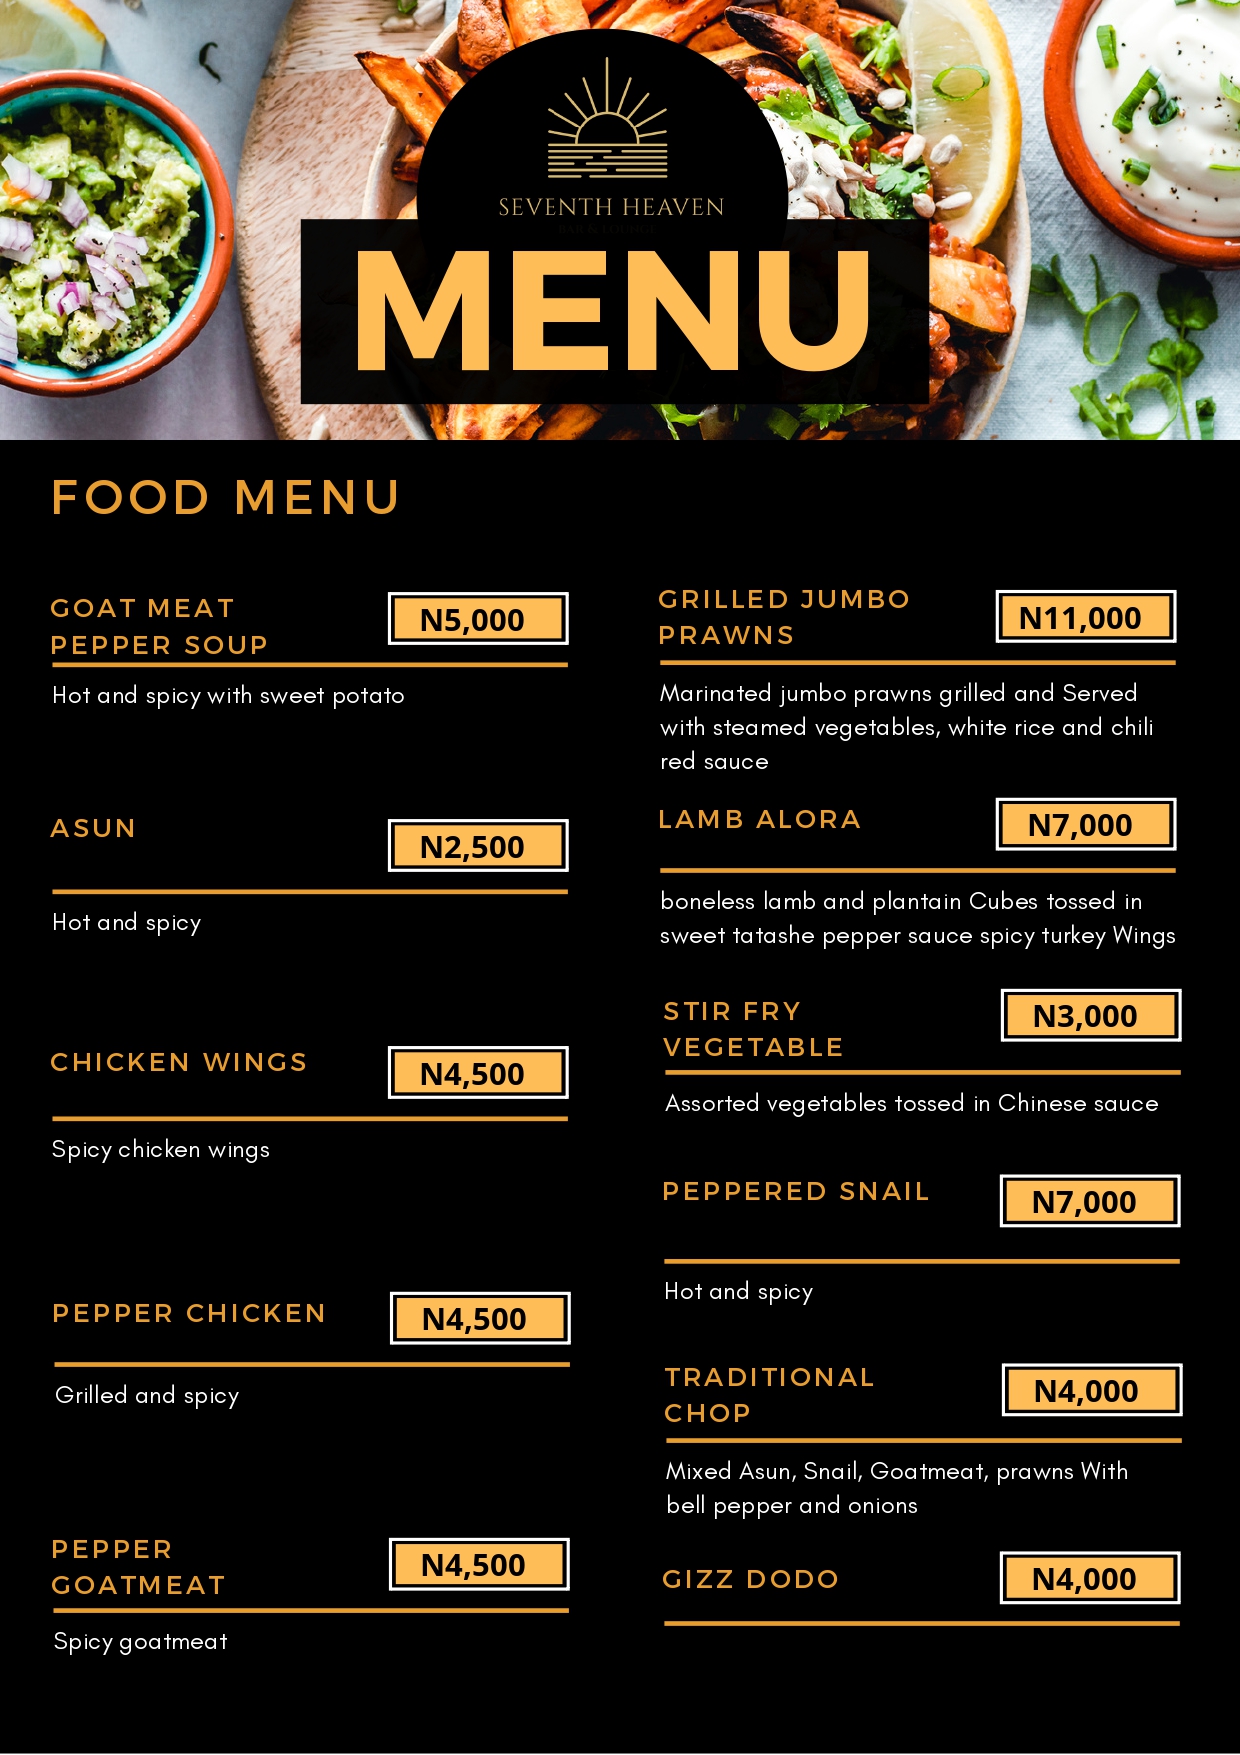 SEVENTH HEAVEN
BAR & LOUNGE
MENU
FOOD MENU
GOAT MEAT
PEPPER SOUP
N5,000
Hot and spicy with sweet potato
ASUN
N2,500
Hot and spicy
CHICKEN WINGS
N4,500
Spicy chicken wings
PEPPER CHICKEN
N4,500
Grilled and spicy
PEPPER
GOATMEAT
N4,500
Spicy goatmeat
GRILLED JUMBO
PRAWNS
N11,000
Marinated jumbo prawns grilled and Served
with steamed vegetables, white rice and chili
red sauce
LAMB ALORA
N7,000
boneless lamb and plantain Cubes tossed in
sweet tatashe pepper sauce spicy turkey Wings
STIR FRY
VEGETABLE
N3,000
Assorted vegetables tossed in Chinese sauce
PEPPERED SNAIL
N7,000
Hot and spicy
TRADITIONAL
CHOP
N4,000
Mixed Asun, Snail, Goatmeat, prawns With
bell pepper and onions
GIZZ DODO
N4,000